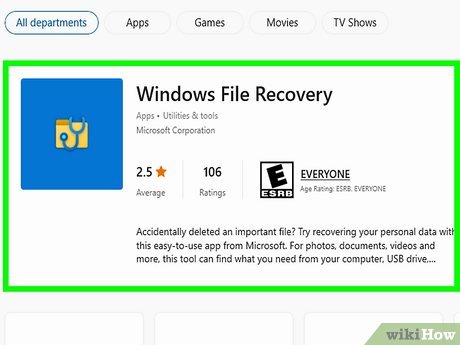 All departments Apps Games Movies TV Shows
Windows File Recovery
Apps • Utilities & tools
Microsoft Corporation
2.5 ★ 106 E EVERYONE
Average Ratings ESRB Age Rating: ESRB, EVERYONE
Accidentally deleted an important file? Try recovering your personal data with
this easy-to-use app from Microsoft. For photos, documents, videos and
more, this tool can find what you need from your computer, USB drive,...
wikiHow